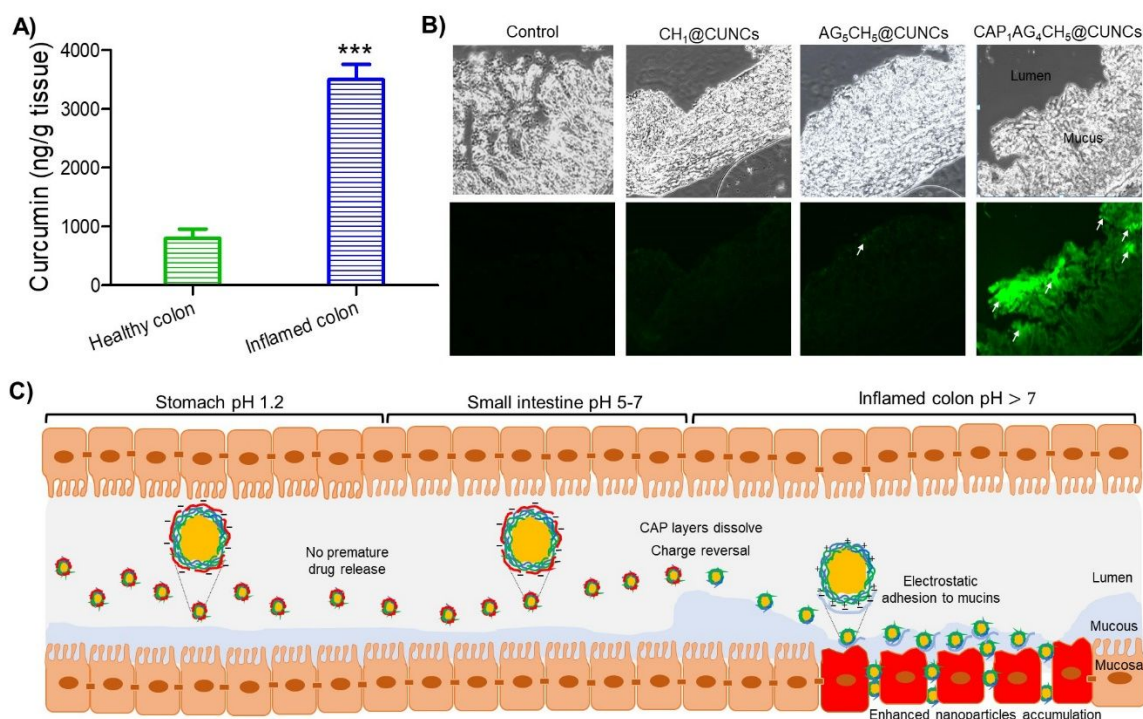 A)
Curcumin (ng/g tissue)
4000
3000
2000
1000
0
***
Healthy colon
Inflamed colon
B)
Control
CH₁@CUNCs
AG₅CH₅@CUNCs
CAP₁AG₄CH₅@CUNCs
Lumen
Mucus
C)
Stomach pH 1.2
Small intestine pH 5-7
Inflamed colon pH > 7
No premature
drug release
CAP layers dissolve
Charge reversal
Electrostatic
adhesion to mucins
Lumen
Mucous
Mucosa
Enhanced nanoparticles accumulation